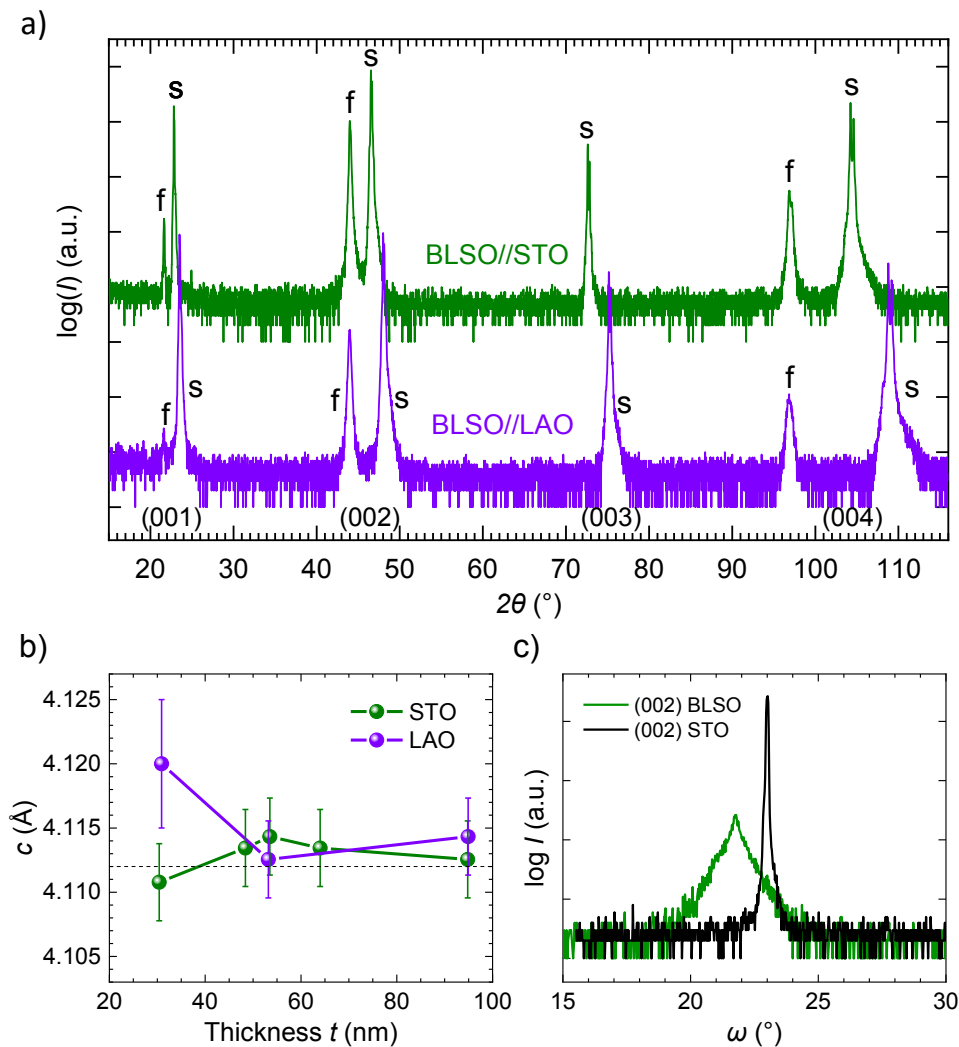 a)
s
s
s
s
f
f
f
BLSO//STO
log(I) (a.u.)
f
f
f
s
s
s
s
BLSO//LAO
(001)
(002)
(003)
(004)
20 30 40 50 60 70 80 90 100 110
2θ (°)
b)
4.125
4.120
4.115
4.110
4.105
c (Å)
STO
LAO
20 40 60 80 100
Thickness t (nm)
c)
(002) BLSO
(002) STO
log I (a.u.)
15 20 25 30
ω (°)